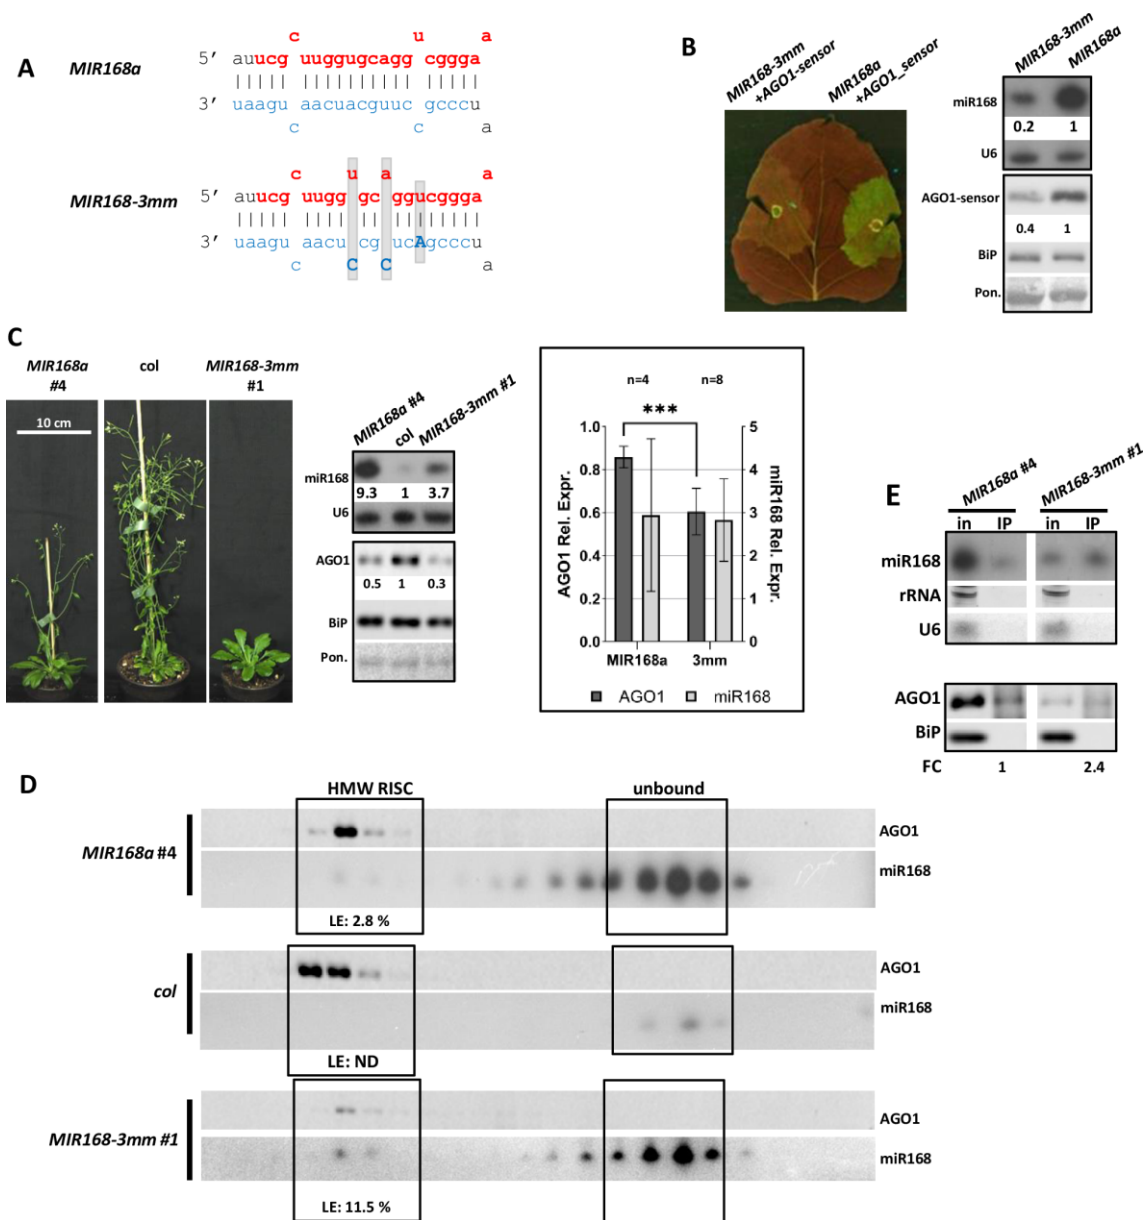 A
MIR168a
c u a
5' auucg uuggugcagg cggga
3' uaagu aacuacguuc gcccu
c c a
MIR168-3mm
c u a a
5' auucg uugg gc ggucggga
3' uaagu aacu cg ucAgcccu
c C C a
B
MIR168-3mm
+AGO1-sensor
MIR168a
+AGO1_sensor
MIR168-3mm
MIR168a
miR168
0.2 1
U6
AGO1-sensor
0.4 1
BiP
Pon.
C
MIR168a
#4
col
MIR168-3mm
#1
10 cm
MIR168a #4
col
MIR168-3mm #1
miR168
9.3 1 3.7
U6
AGO1
0.5 1 0.3
BiP
Pon.
n=4 n=8
***
AGO1 Rel. Expr.
1.0
0.8
0.6
0.4
0.2
0.0
miR168 Rel. Expr.
5
4
3
2
1
0
MIR168a 3mm
AGO1 miR168
E
MIR168a #4
MIR168-3mm #1
in IP in IP
miR168
rRNA
U6
AGO1
BiP
FC 1 2.4
D
HMW RISC unbound
MIR168a #4
AGO1
miR168
LE: 2.8 %
col
AGO1
miR168
LE: ND
MIR168-3mm #1
AGO1
miR168
LE: 11.5 %